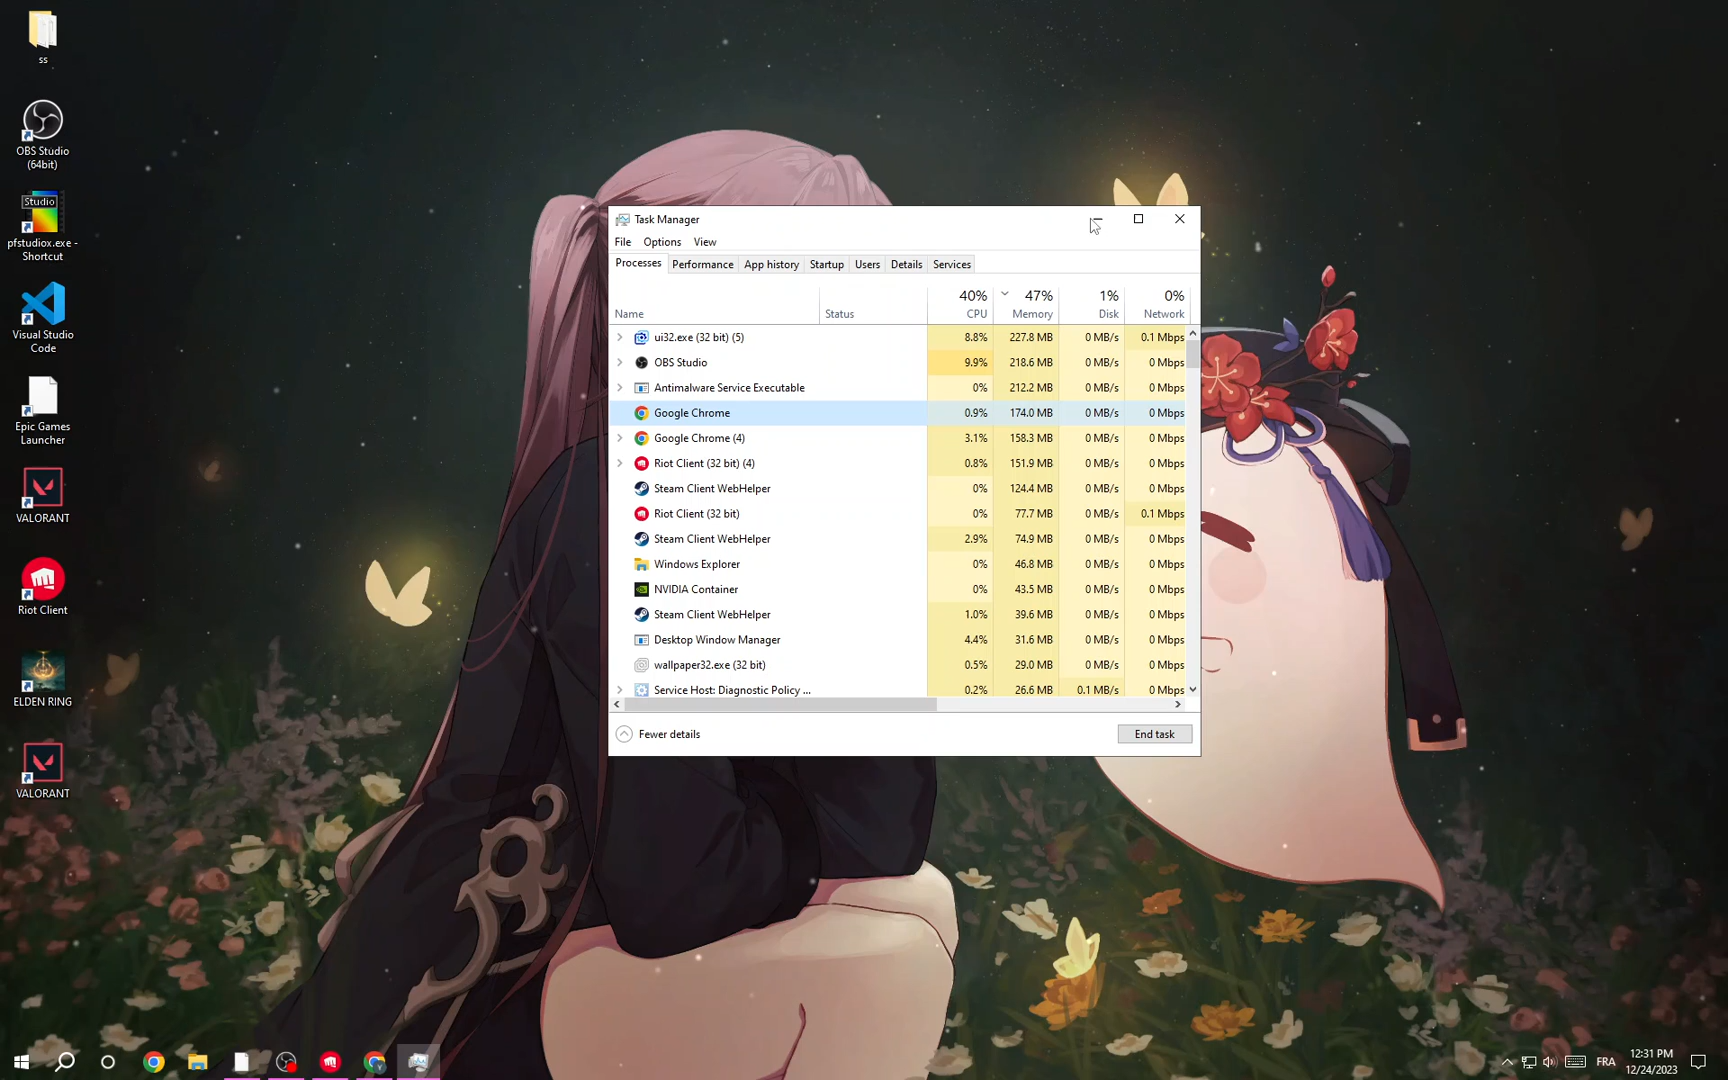 ss
OBS Studio
(64bit)
Studio
pfstudiox.exe -
Shortcut
Visual Studio
Code
Epic Games
Launcher
VALORANT
Riot Client
ELDEN RING
VALORANT
Task Manager
File Options View
Processes Performance App history Startup Users Details Services
40% 47% 1% 0%
Name Status CPU Memory Disk Network
ui32.exe (32 bit) (5) 8.8% 227.8 MB 0 MB/s 0.1 Mbps
OBS Studio 9.9% 218.6 MB 0 MB/s 0 Mbps
Antimalware Service Executable 0% 212.2 MB 0 MB/s 0 Mbps
Google Chrome 0.9% 174.0 MB 0 MB/s 0 Mbps
Google Chrome (4) 3.1% 158.3 MB 0 MB/s 0 Mbps
Riot Client (32 bit) (4) 0.8% 151.9 MB 0 MB/s 0 Mbps
Steam Client WebHelper 0% 124.4 MB 0 MB/s 0 Mbps
Riot Client (32 bit) 0% 77.7 MB 0 MB/s 0.1 Mbps
Steam Client WebHelper 2.9% 74.9 MB 0 MB/s 0 Mbps
Windows Explorer 0% 46.8 MB 0 MB/s 0 Mbps
NVIDIA Container 0% 43.5 MB 0 MB/s 0 Mbps
Steam Client WebHelper 1.0% 39.6 MB 0 MB/s 0 Mbps
Desktop Window Manager 4.4% 31.6 MB 0 MB/s 0 Mbps
wallpaper32.exe (32 bit) 0.5% 29.0 MB 0 MB/s 0 Mbps
Service Host: Diagnostic Policy ... 0.2% 26.6 MB 0.1 MB/s 0 Mbps
Fewer details End task
FRA
12:31 PM
12/24/2023